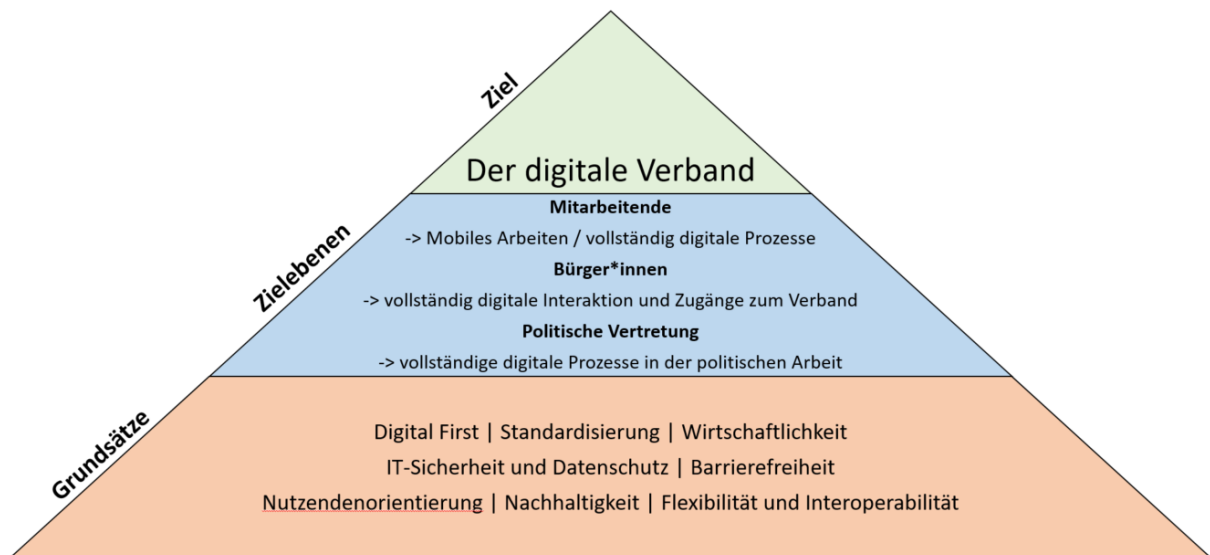 Ziel
Der digitale Verband
Zielebenen
Mitarbeitende
-> Mobiles Arbeiten / vollständig digitale Prozesse
Bürger*innen
-> vollständig digitale Interaktion und Zugänge zum Verband
Politische Vertretung
-> vollständige digitale Prozesse in der politischen Arbeit
Grundsätze
Digital First | Standardisierung | Wirtschaftlichkeit
IT-Sicherheit und Datenschutz | Barrierefreiheit
Nutzendenorientierung | Nachhaltigkeit | Flexibilität und Interoperabilität